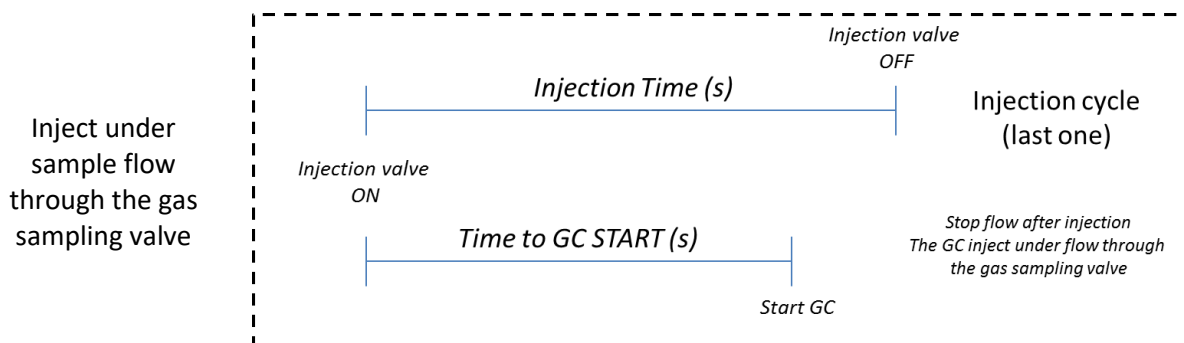 Inject under
sample flow
through the gas
sampling valve
Injection valve
OFF
Injection Time (s)
Injection cycle
(last one)
Injection valve
ON
Time to GC START (s)
Start GC
Stop flow after injection
The GC inject under flow through
the gas sampling valve